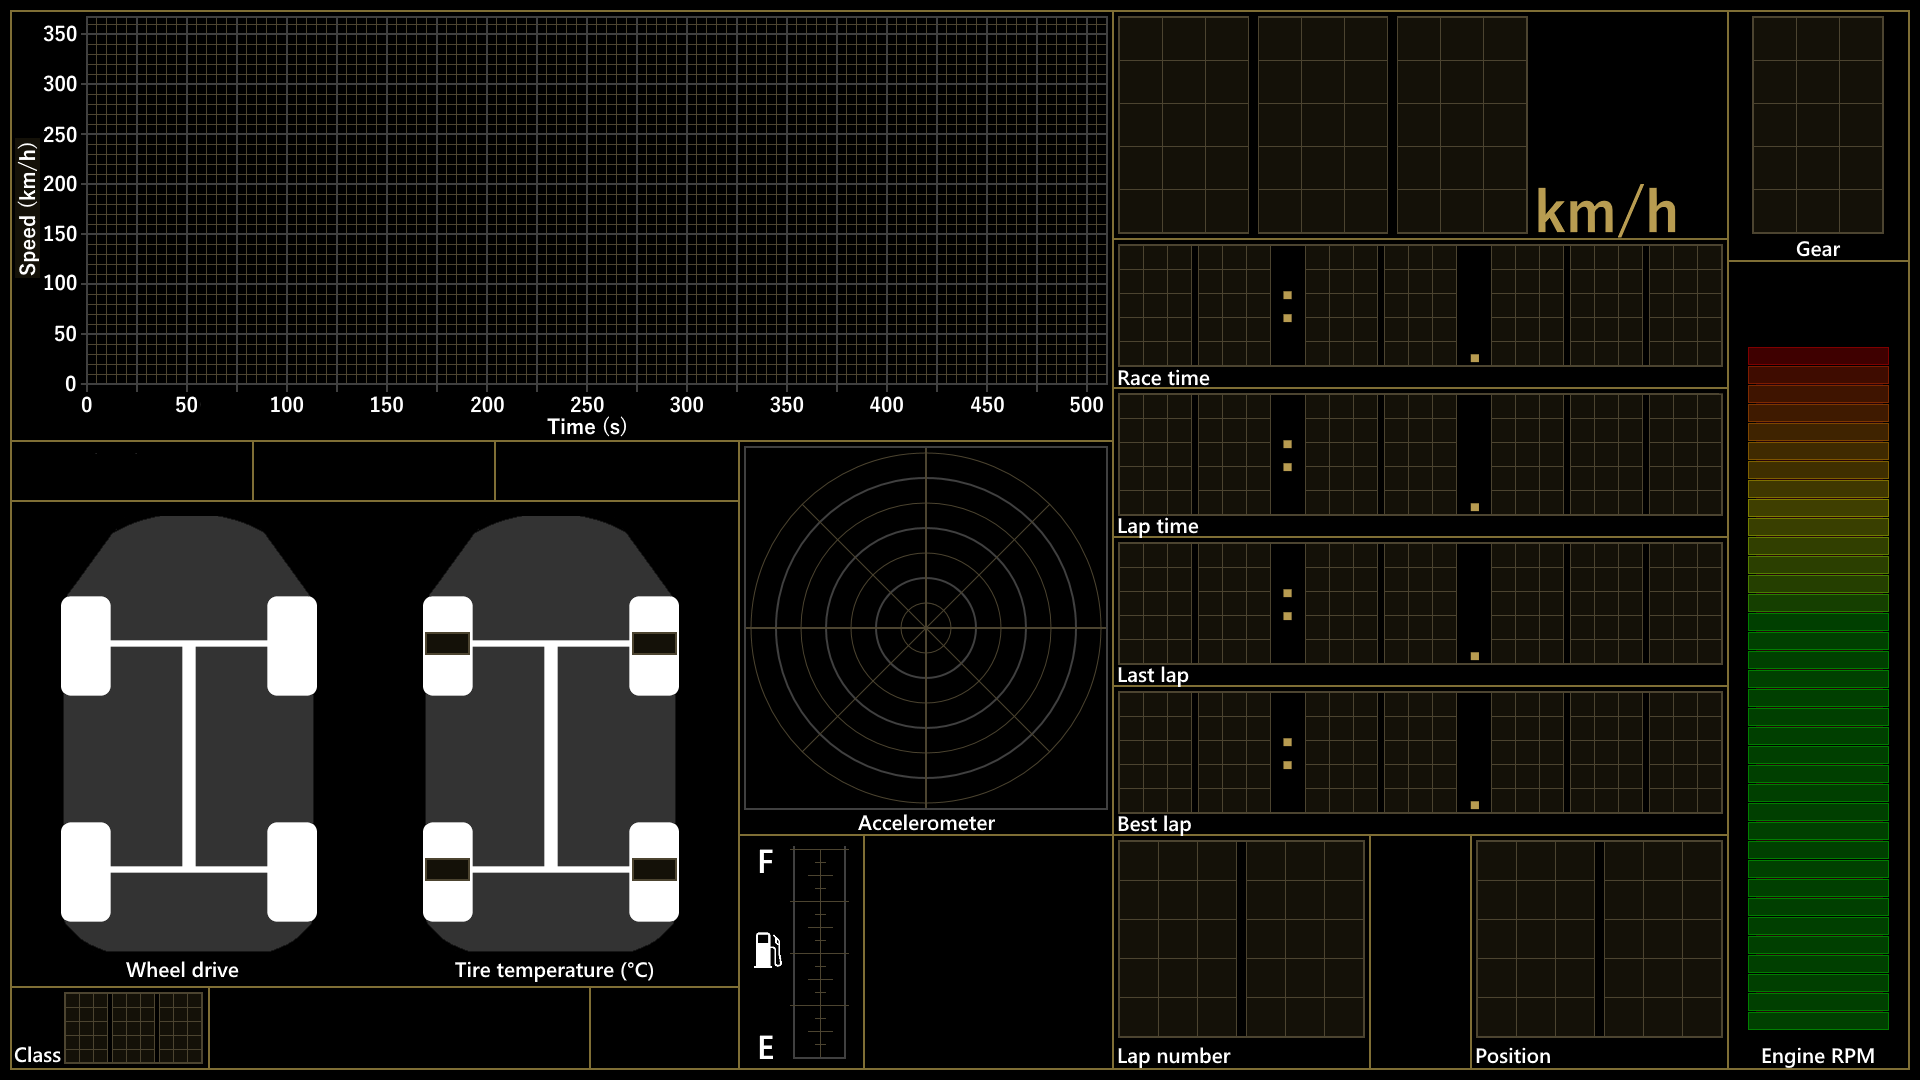 350
300
250
200
150
100
50
0
Speed (km/h)
0 50 100 150 200 250 300 350 400 450 500
Time (s)
km/h
Gear
Race time
Lap time
Last lap
Best lap
Accelerometer
Wheel drive
Tire temperature (°C)
F
E
Class
Lap number
Position
Engine RPM